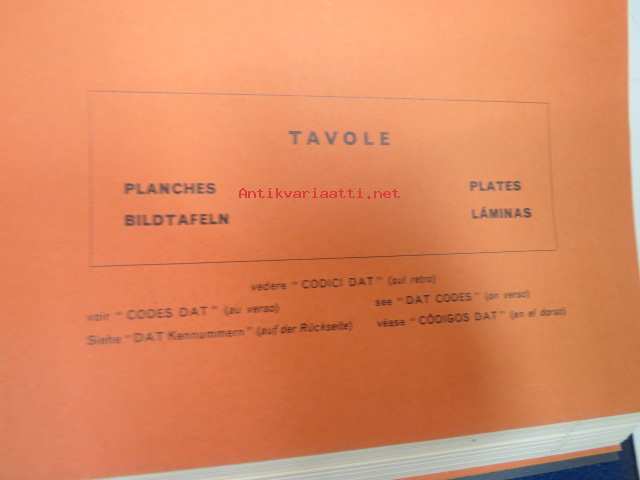 TAVOLE
PLANCHES
PLATES
Antikvariaatti.net
BILDTAFELN
LÁMINAS
vedere "CODICI DAT" (sul retro)
voir "CODES DAT" (au verso)
see "DAT CODES" (on verso)
Siehe "DAT Kennummern" (auf der Rückseite)
véase "CÓDIGOS DAT" (en el dorso)